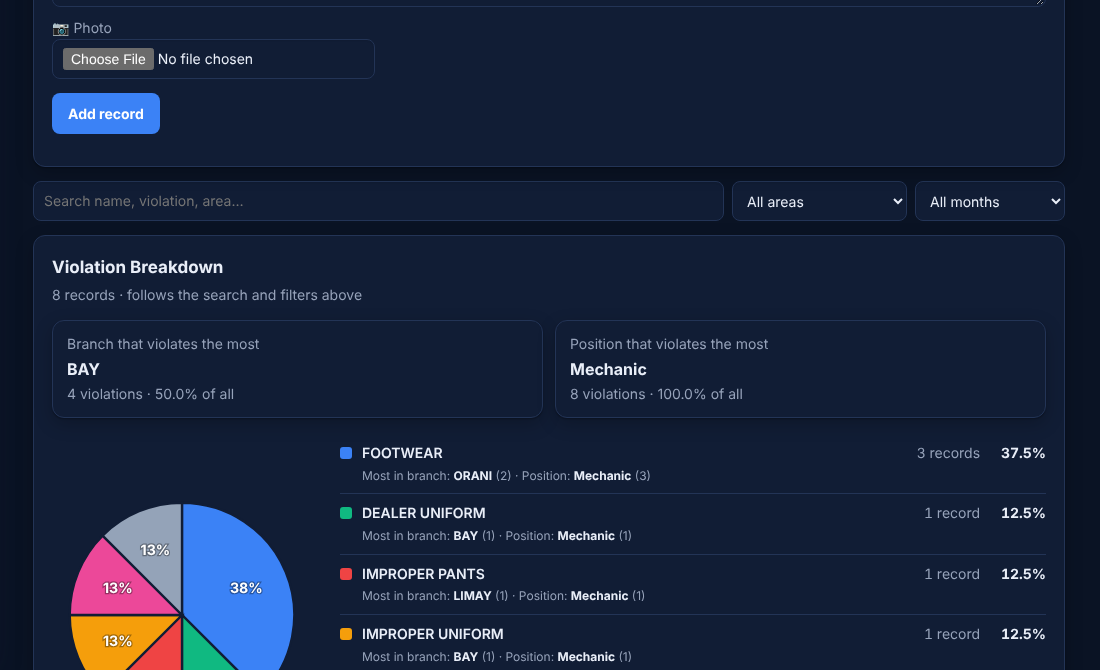 📷 Photo
Choose File No file chosen
Add record
Search name, violation, area...
All areas
All months
Violation Breakdown
8 records · follows the search and filters above
Branch that violates the most
BAY
4 violations · 50.0% of all
Position that violates the most
Mechanic
8 violations · 100.0% of all
FOOTWEAR 3 records 37.5%
Most in branch: ORANI (2) · Position: Mechanic (3)
DEALER UNIFORM 1 record 12.5%
Most in branch: BAY (1) · Position: Mechanic (1)
IMPROPER PANTS 1 record 12.5%
Most in branch: LIMAY (1) · Position: Mechanic (1)
IMPROPER UNIFORM 1 record 12.5%
Most in branch: BAY (1) · Position: Mechanic (1)
13%
13%
38%
13%